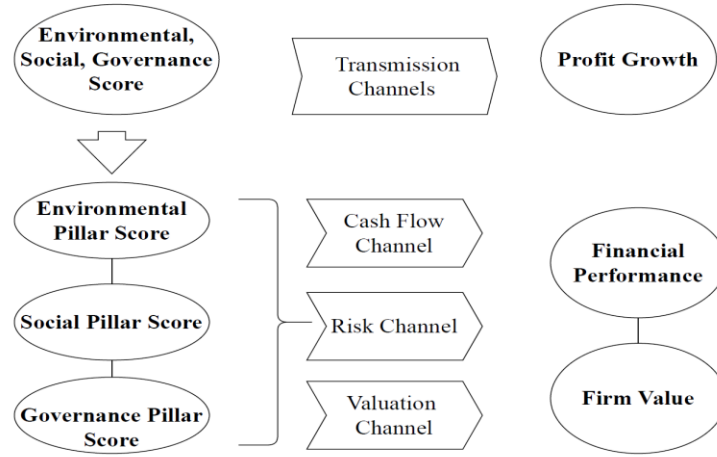 Environmental,
Social, Governance
Score
Transmission
Channels
Profit Growth
Environmental
Pillar Score
Social Pillar Score
Governance Pillar
Score
Cash Flow
Channel
Risk Channel
Valuation
Channel
Financial
Performance
Firm Value